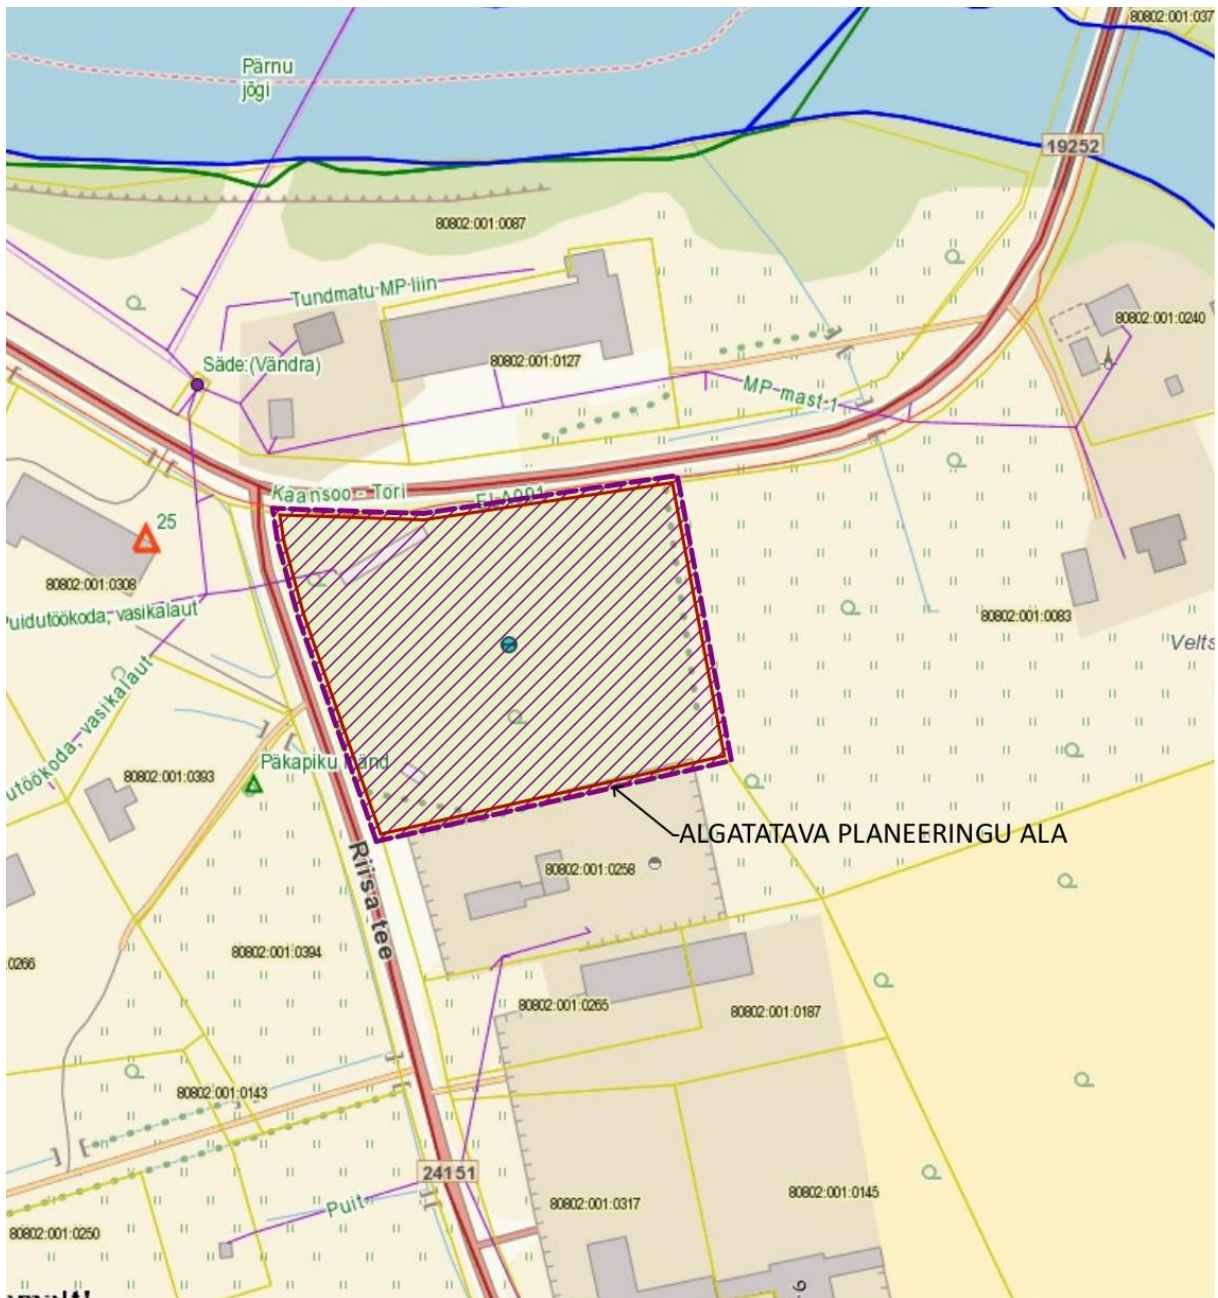 80802:001:037
Pärnu
jõgi
19252
80802:001:0087
Tundmatu MP liin
80802:001:0240
Säde:(Vändra)
80802:001:0127
MP mast 1
Kaansoo - Tori
25
80802:001:0308
Puidutöökoda, vasikalaut
80802:001:0083
Velts
utöökoda, vasikalaut
Päkapiku
80802:001:0393
ALGATATAVA PLANEERINGU ALA
Riisa tee
80802:001:0258
80802:001:0394
:0266
80802:001:0265
80802:001:0187
80802:001:0143
24151
Puit
80802:001:0145
80802:001:0317
80802:001:0250